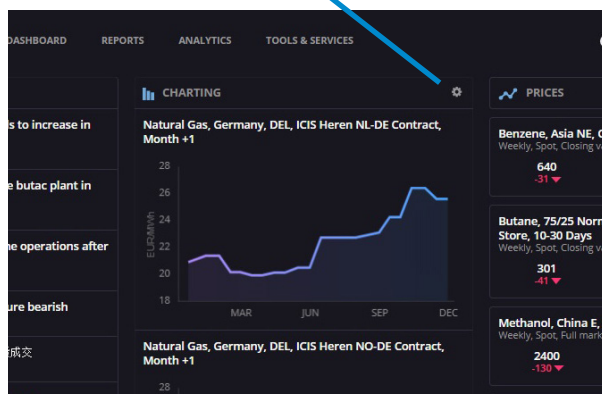 DASHBOARD REPORTS ANALYTICS TOOLS & SERVICES
CHARTING
PRICES
to increase in
butac plant in
operations after
bearish
成交
Natural Gas, Germany, DEL, ICIS Heren NL-DE Contract,
Month +1
28
26
24
22
20
18
EUR/MWh
MAR JUN SEP DEC
Natural Gas, Germany, DEL, ICIS Heren NO-DE Contract,
Month +1
28
Benzene, Asia NE,
Weekly, Spot, Closing
640
-31
Butane, 75/25
Store, 10-30 Days
Weekly, Spot, Closing
301
-41
Methanol, China E,
Weekly, Spot, Full
2400
-130